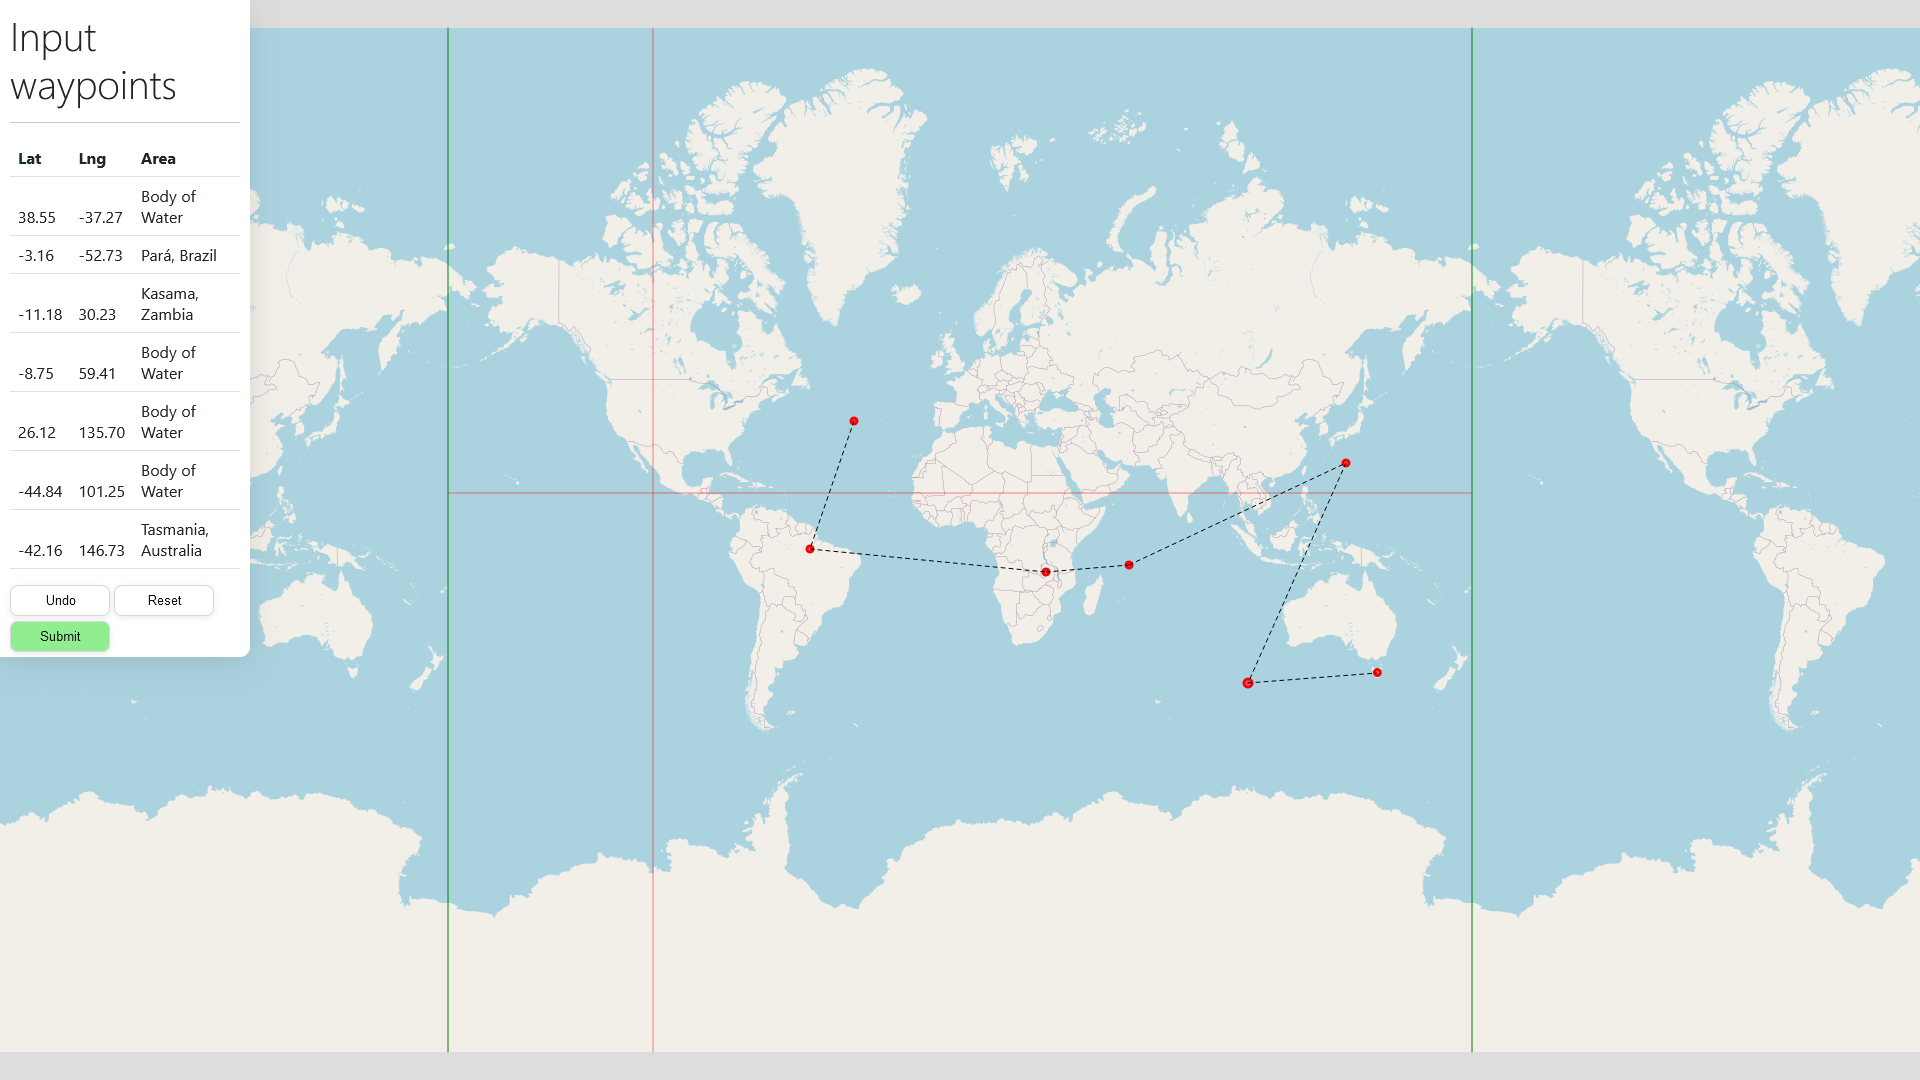 Input
waypoints
Lat Lng Area
38.55 -37.27 Body of
Water
-3.16 -52.73 Pará, Brazil
-11.18 30.23 Kasama,
Zambia
-8.75 59.41 Body of
Water
26.12 135.70 Body of
Water
-44.84 101.25 Body of
Water
-42.16 146.73 Tasmania,
Australia
Undo Reset
Submit